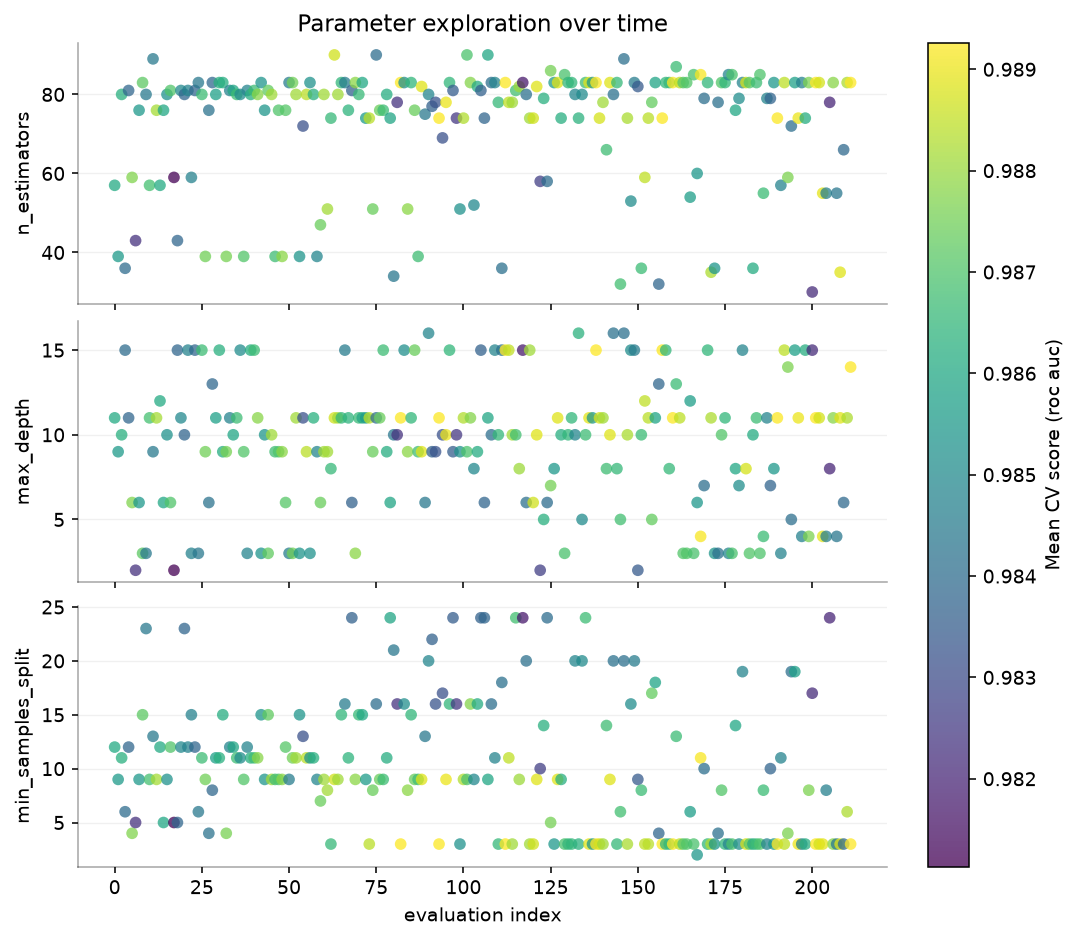 Parameter exploration over time
n_estimators
80
60
40
max_depth
15
10
5
min_samples_split
25
20
15
10
5
0 25 50 75 100 125 150 175 200
evaluation index
0.989
0.988
0.987
0.986
0.985
0.984
0.983
0.982
Mean CV score (roc auc)